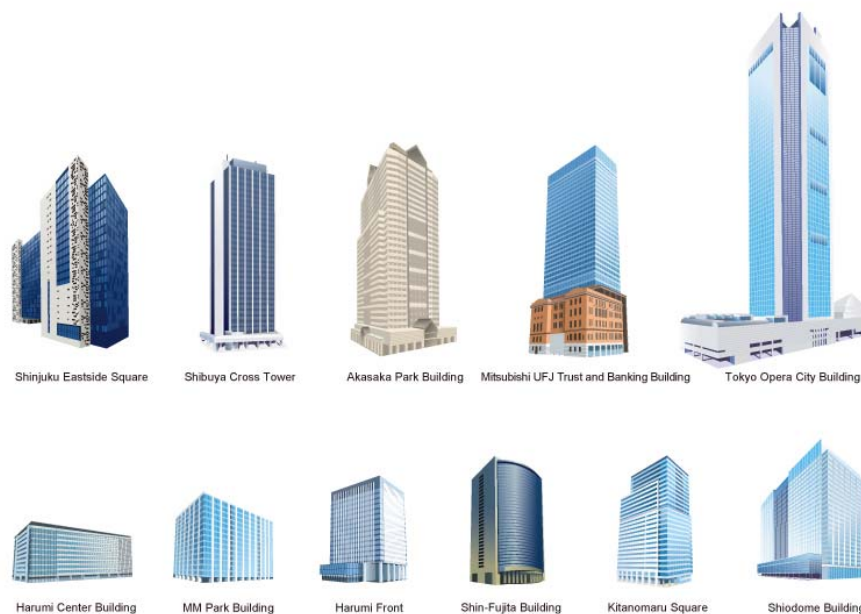 Shinjuku Eastside Square
Shibuya Cross Tower
Akasaka Park Building
Mitsubishi UFJ Trust and Banking Building
Tokyo Opera City Building
Harumi Center Building
MM Park Building
Harumi Front
Shin-Fujita Building
Kitanomaru Square
Shiodome Building